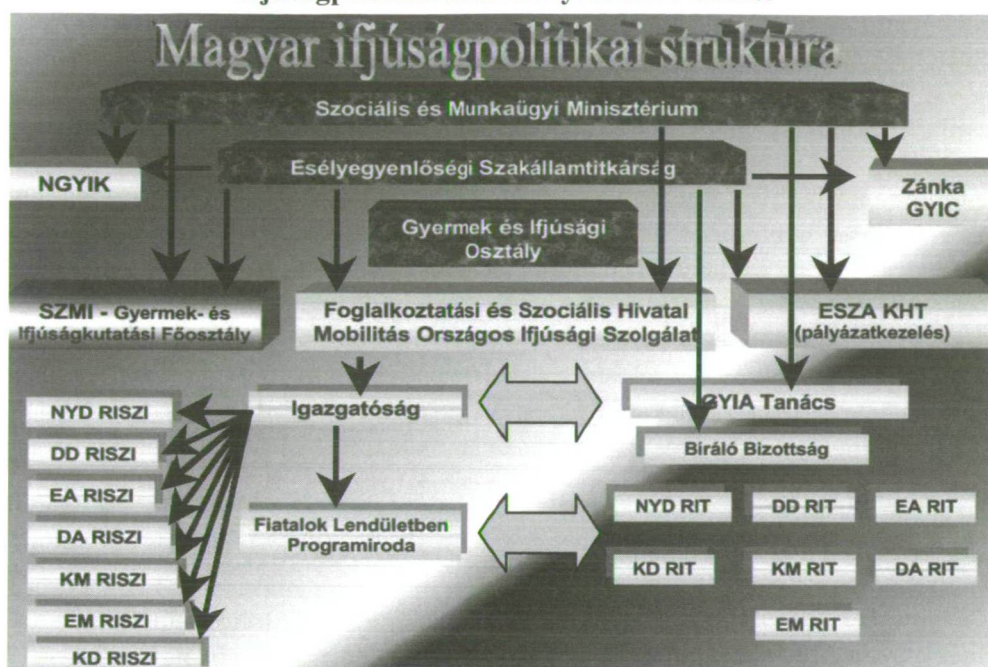 Magyar ifjúságpolitikai struktúra
Szociális és Munkaügyi Minisztérium
Esélyegyenlőségi Szakállamtitkárság
NGYIK
Zánka
GYIC
Gyermek és Ifjúsági
Osztály
SZMI - Gyermek- és
Ifjúságkutatási Főosztály
Foglalkoztatási és Szociális Hivatal
Mobilitás Országos Ifjúsági Szolgálat
ESZA KHT
(pályázatkezelés)
Igazgatóság
GYIA Tanács
Bíráló Bizottság
NYD RISZI
DD RISZI
EA RISZI
DA RISZI
KM RISZI
EM RISZI
KD RISZI
Fiatalok Lendületben
Programiroda
NYD RIT
DD RIT
EA RIT
KD RIT
KM RIT
DA RIT
EM RIT